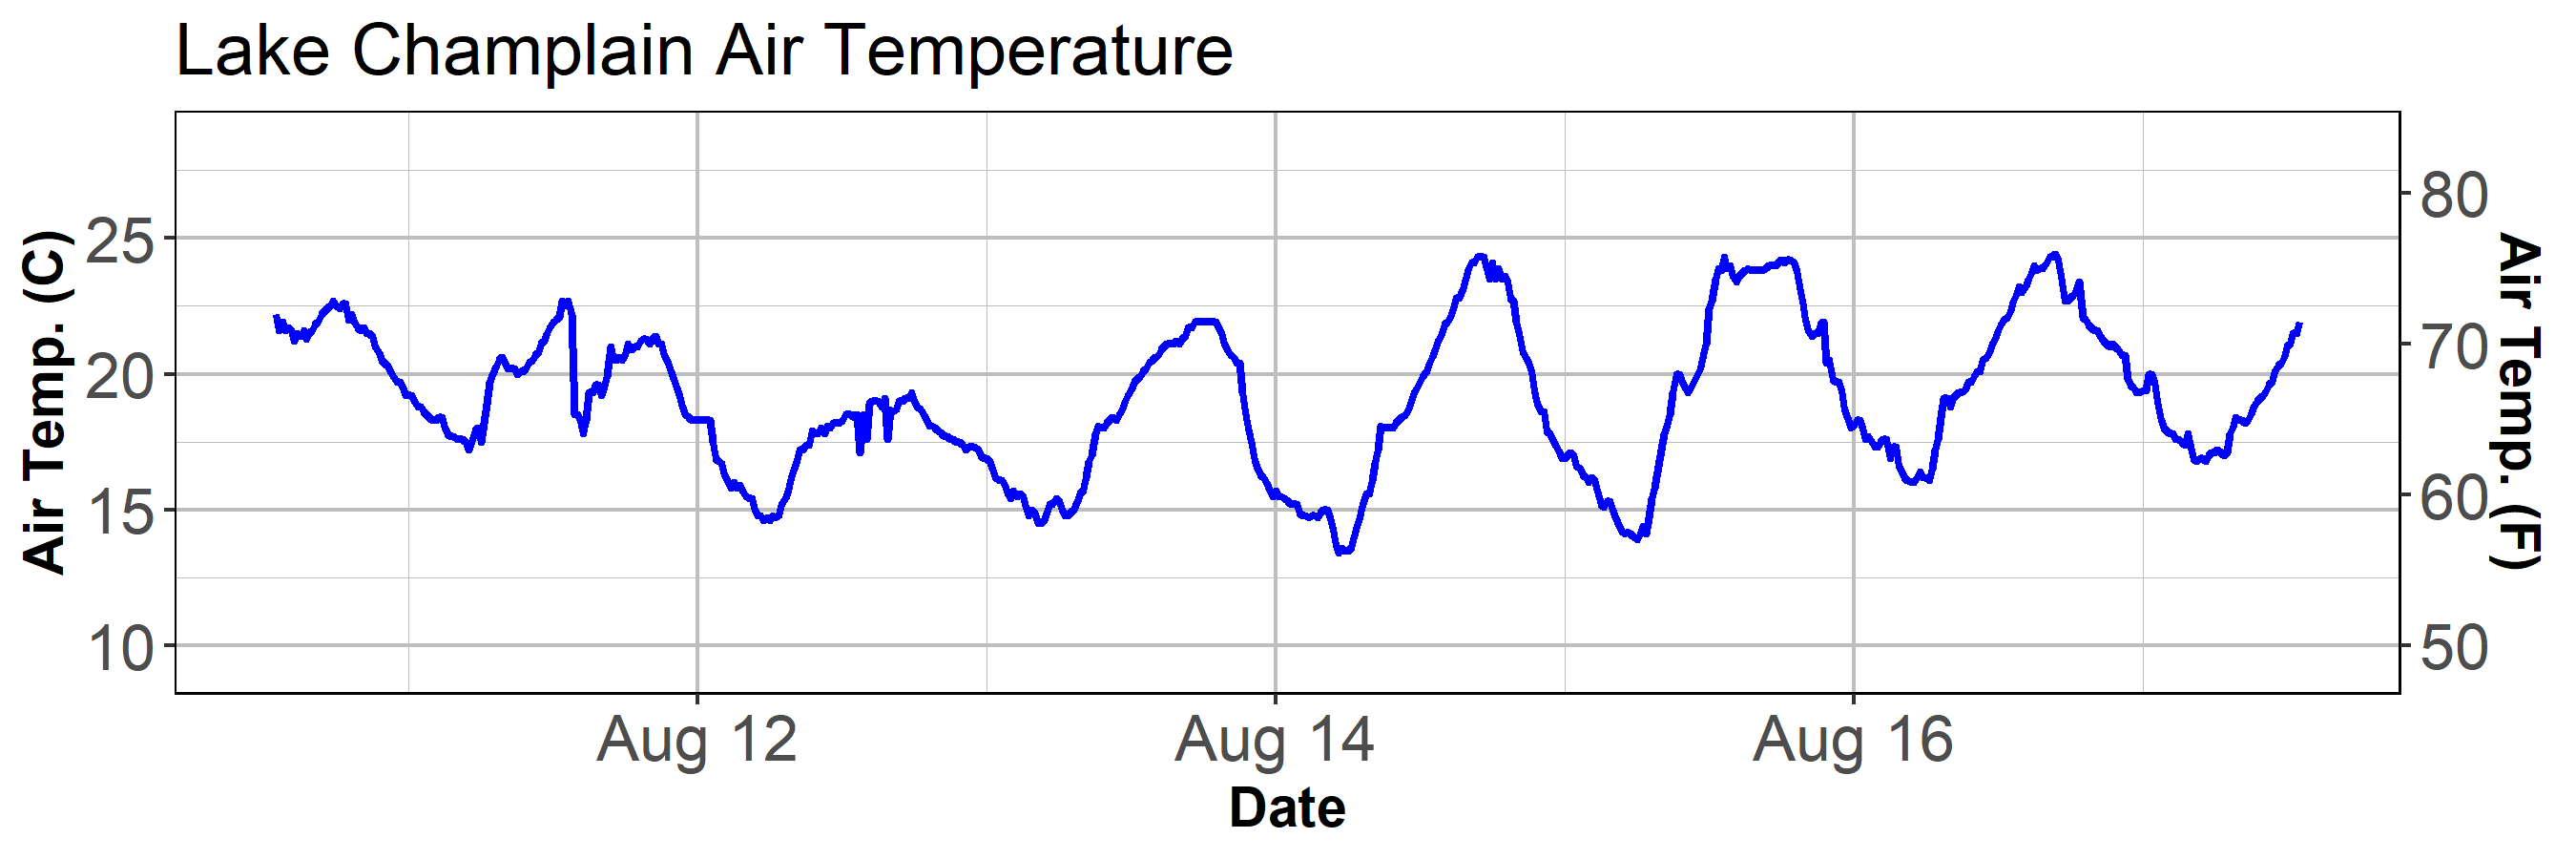 Lake Champlain Air Temperature
Air Temp. (C)
25
20
15
10
80
70
60
50
Air Temp. (F)
Aug 12 Aug 14 Aug 16
Date